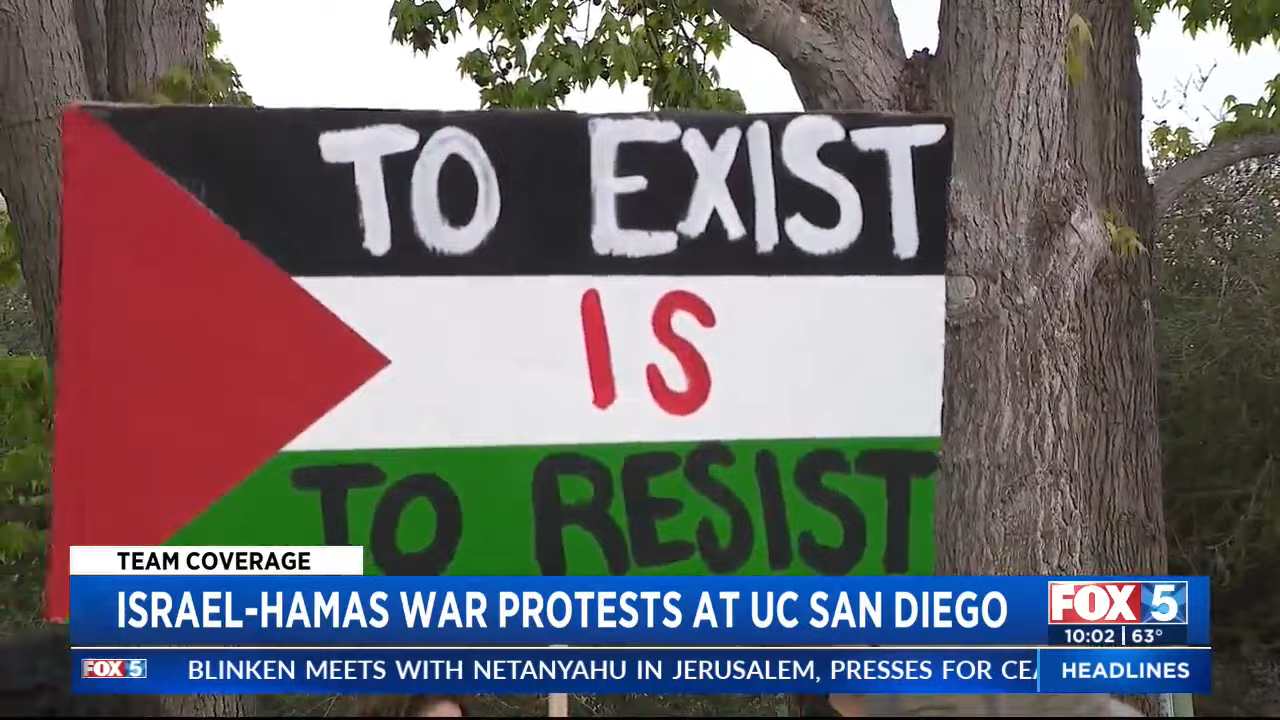 TO EXIST
IS
TO RESIST
TEAM COVERAGE
ISRAEL-HAMAS WAR PROTESTS AT UC SAN DIEGO
FOX 5
10:02 | 63°
FOX 5
BLINKEN MEETS WITH NETANYAHU IN JERUSALEM, PRESSES FOR
HEADLINES